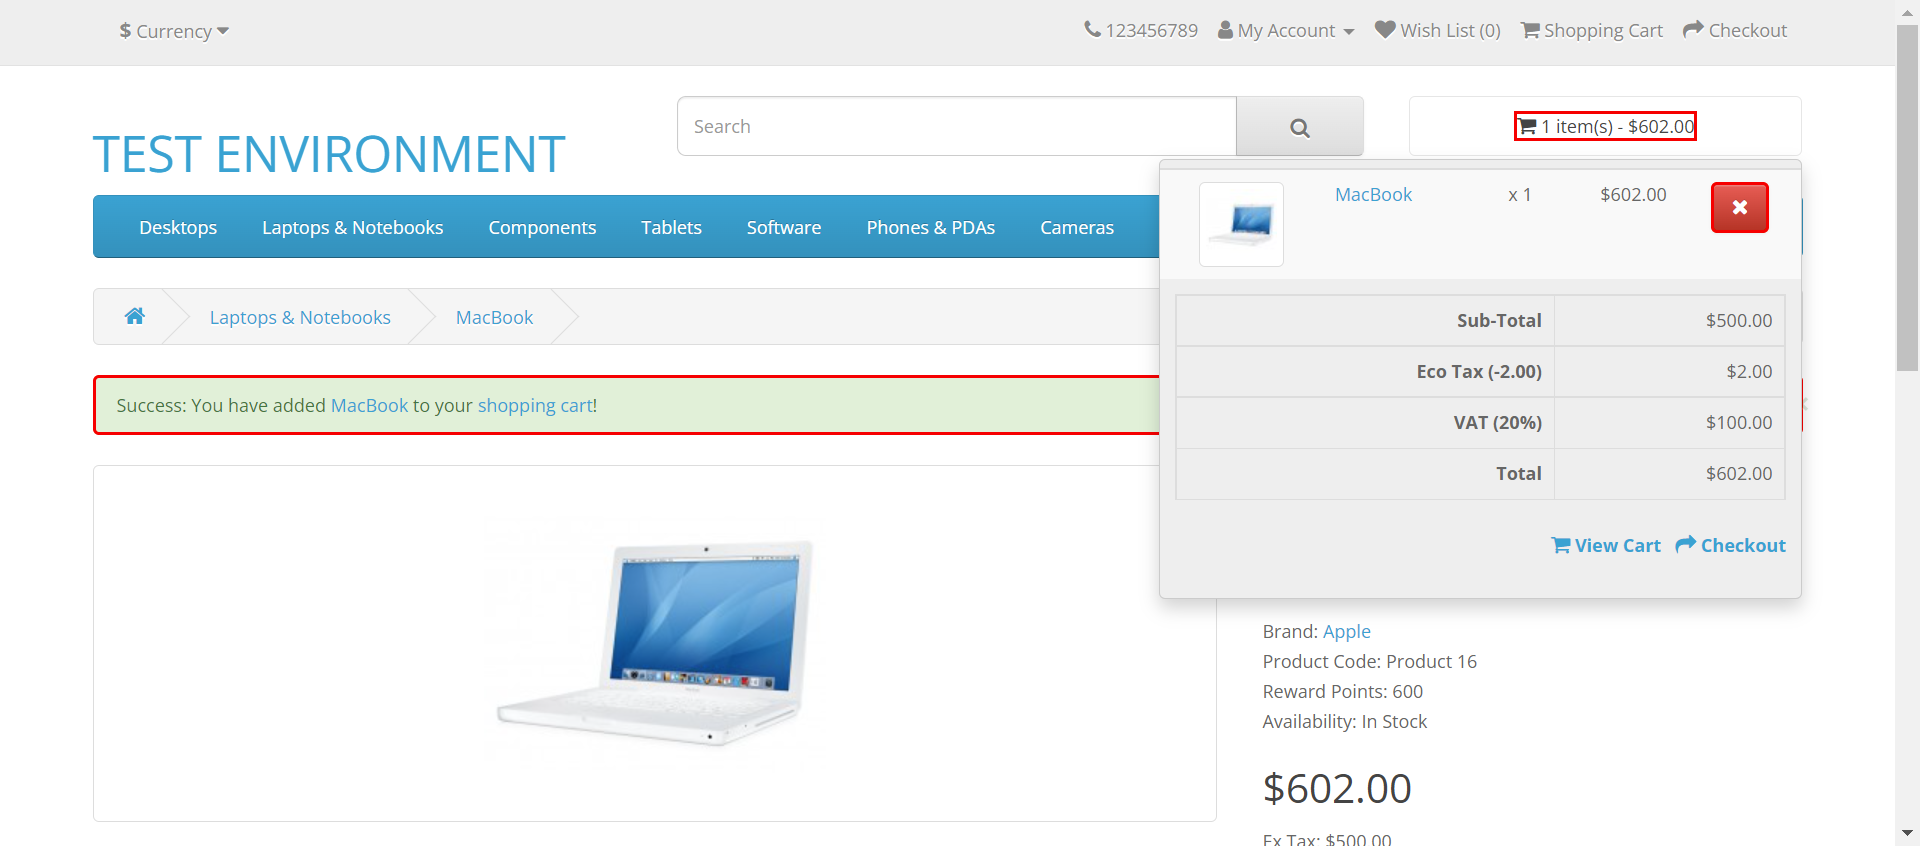 $ Currency
123456789 My Account Wish List (0) Shopping Cart Checkout
TEST ENVIRONMENT
Search
1 item(s) - $602.00
Desktops Laptops & Notebooks Components Tablets Software Phones & PDAs Cameras
MacBook x 1 $602.00
Sub-Total $500.00
Eco Tax (-2.00) $2.00
VAT (20%) $100.00
Total $602.00
View Cart Checkout
Laptops & Notebooks MacBook
Success: You have added MacBook to your shopping cart!
Brand: Apple
Product Code: Product 16
Reward Points: 600
Availability: In Stock
$602.00
Ex Tax: $500.00